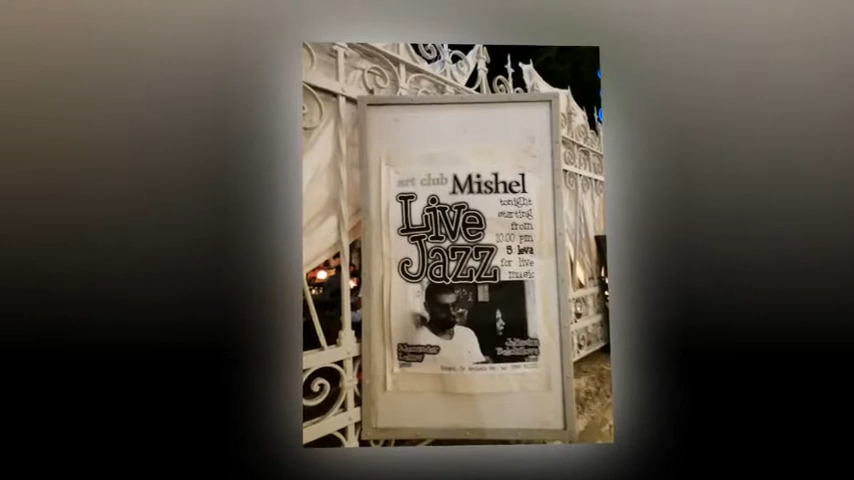 art club Mishel
Live
Jazz
tonight
starting
from
10.00 pm
5 leva
for live
music